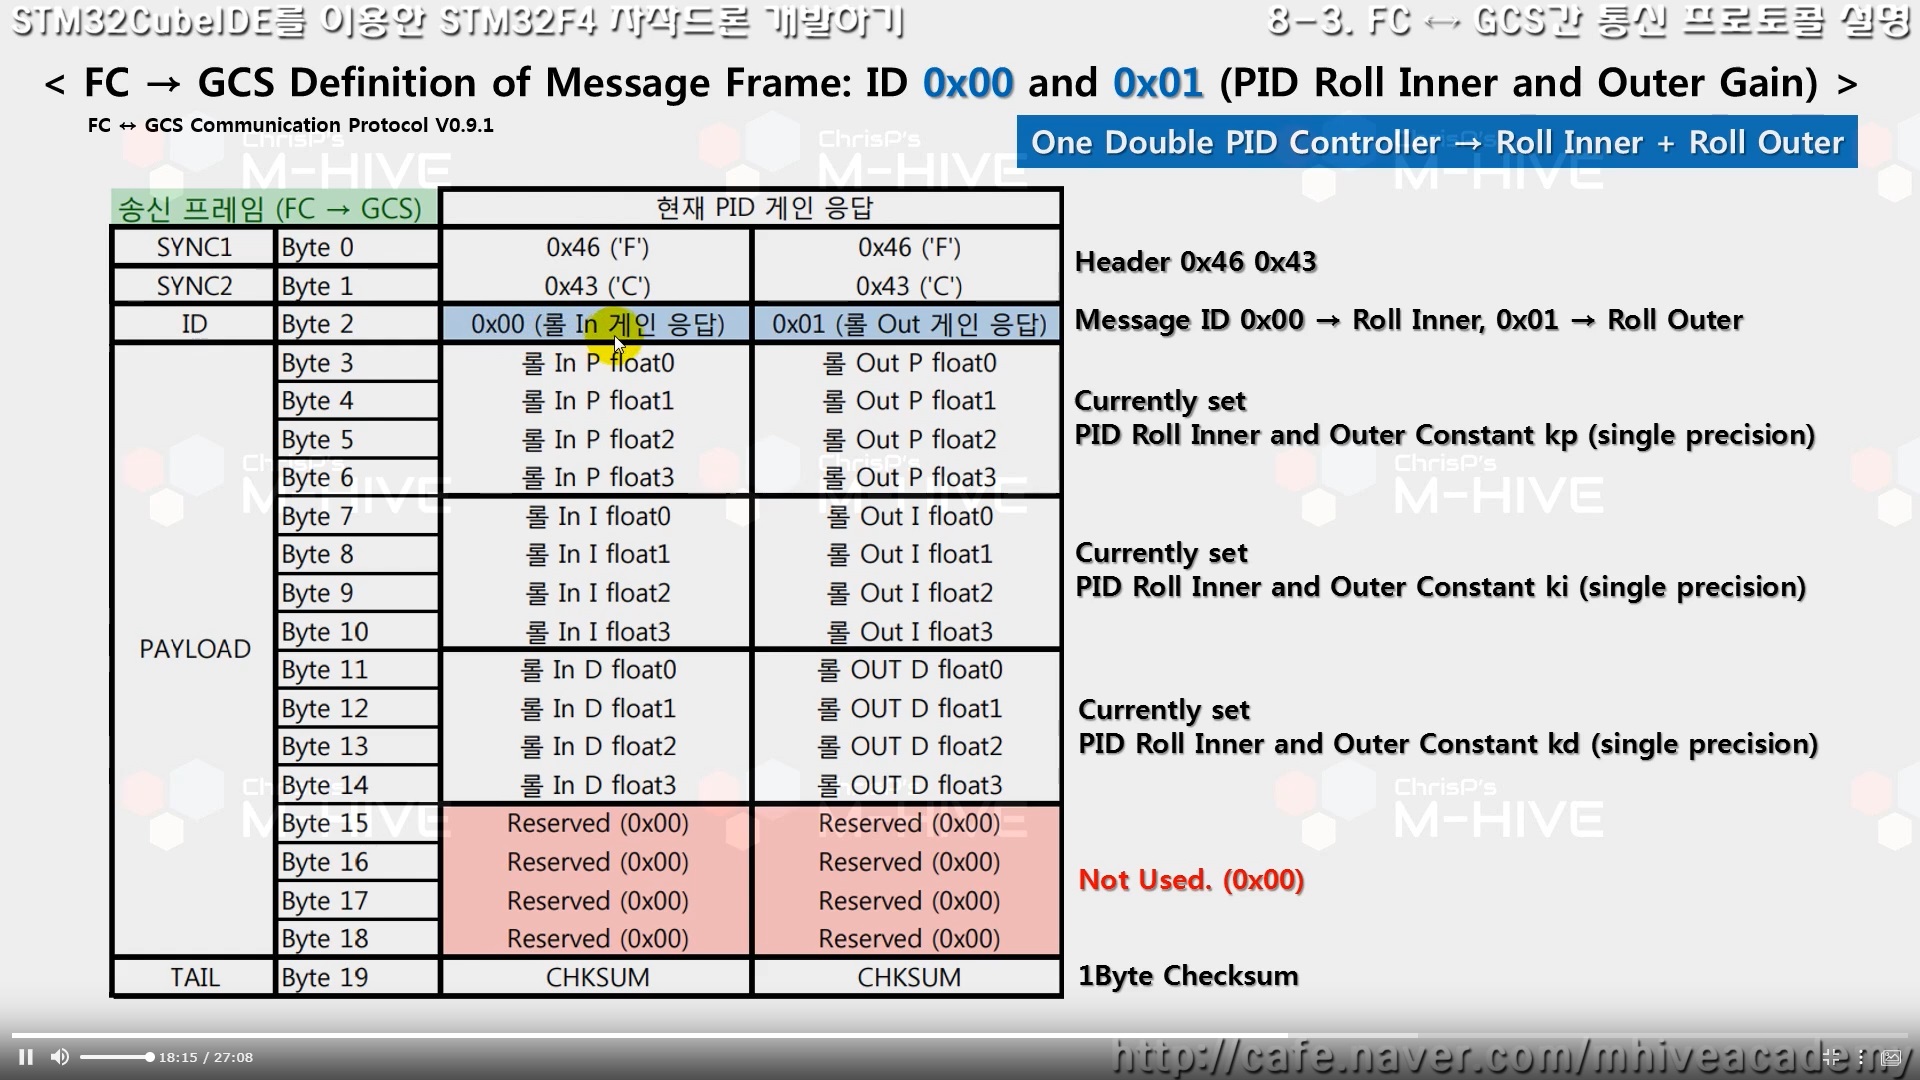 STM32CubeIDE를 이용한 STM32F4 자작드론 개발하기
8-3. FC ↔ GCS간 통신 프로토콜 설명
< FC → GCS Definition of Message Frame: ID 0x00 and 0x01 (PID Roll Inner and Outer Gain) >
FC ↔ GCS Communication Protocol V0.9.1
One Double PID Controller → Roll Inner + Roll Outer
송신 프레임 (FC → GCS) 현재 PID 게인 응답
SYNC1 Byte 0 0x46 ('F') 0x46 ('F')
SYNC2 Byte 1 0x43 ('C') 0x43 ('C')
Header 0x46 0x43
ID Byte 2 0x00 (롤 In 게인 응답) 0x01 (롤 Out 게인 응답) Message ID 0x00 → Roll Inner, 0x01 → Roll Outer
PAYLOAD
Byte 3 롤 In P float0 롤 Out P float0
Byte 4 롤 In P float1 롤 Out P float1
Byte 5 롤 In P float2 롤 Out P float2
Byte 6 롤 In P float3 롤 Out P float3
Currently set
PID Roll Inner and Outer Constant kp (single precision)
Byte 7 롤 In I float0 롤 Out I float0
Byte 8 롤 In I float1 롤 Out I float1
Byte 9 롤 In I float2 롤 Out I float2
Byte 10 롤 In I float3 롤 Out I float3
Currently set
PID Roll Inner and Outer Constant ki (single precision)
Byte 11 롤 In D float0 롤 OUT D float0
Byte 12 롤 In D float1 롤 OUT D float1
Byte 13 롤 In D float2 롤 OUT D float2
Byte 14 롤 In D float3 롤 OUT D float3
Currently set
PID Roll Inner and Outer Constant kd (single precision)
Byte 15 Reserved (0x00) Reserved (0x00)
Byte 16 Reserved (0x00) Reserved (0x00)
Byte 17 Reserved (0x00) Reserved (0x00)
Byte 18 Reserved (0x00) Reserved (0x00)
Not Used. (0x00)
TAIL Byte 19 CHKSUM CHKSUM 1Byte Checksum
ChrisP's
M-HIVE
18:15 / 27:08
http://cafe.naver.com/mhiveacademy